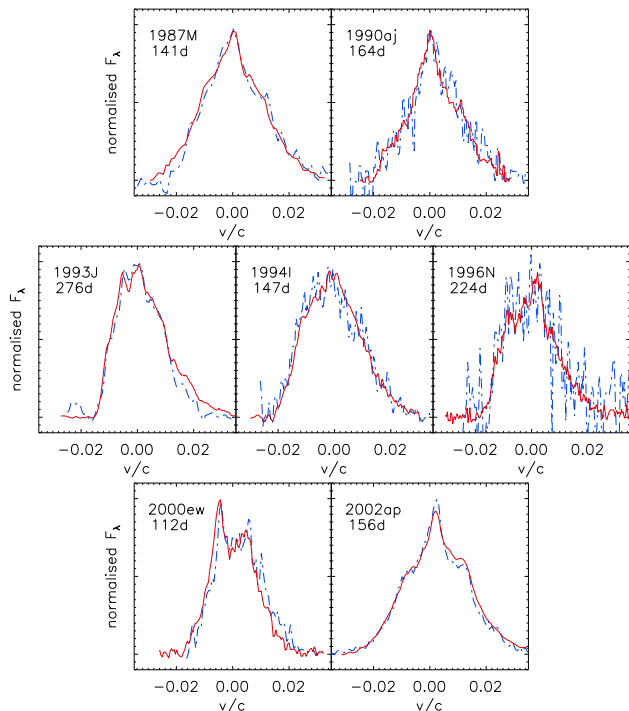 1987M
141d
1990aj
164d
normalised Fλ
−0.02 0.00 0.02
v/c
−0.02 0.00 0.02
v/c
1993J
276d
1994I
147d
1996N
224d
normalised Fλ
−0.02 0.00 0.02
v/c
−0.02 0.00 0.02
v/c
−0.02 0.00 0.02
v/c
2000ew
112d
2002ap
156d
normalised Fλ
−0.02 0.00 0.02
v/c
−0.02 0.00 0.02
v/c